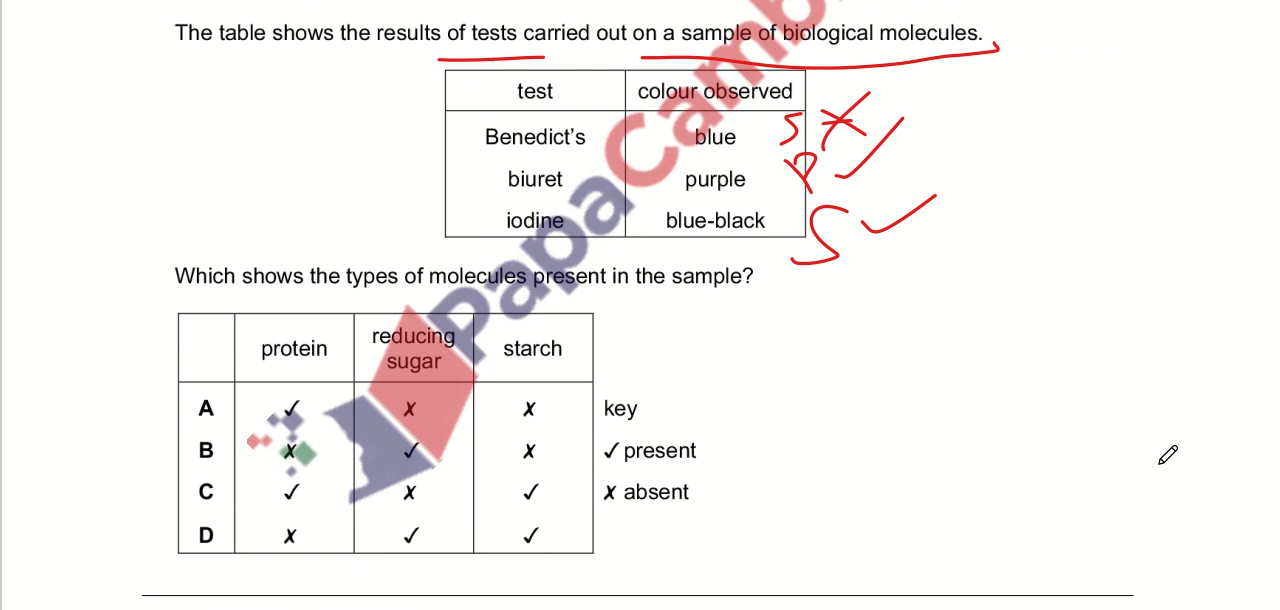 The table shows the results of tests carried out on a sample of biological molecules.
test colour observed
Benedict's blue S ✗
biuret purple P ✓
iodine blue-black S ✓
Which shows the types of molecules present in the sample?
protein reducing sugar starch
A ✓ ✗ ✗ key
B ✗ ✓ ✗ ✓ present
C ✓ ✗ ✓ ✗ absent
D ✗ ✓ ✓
PapaCamb